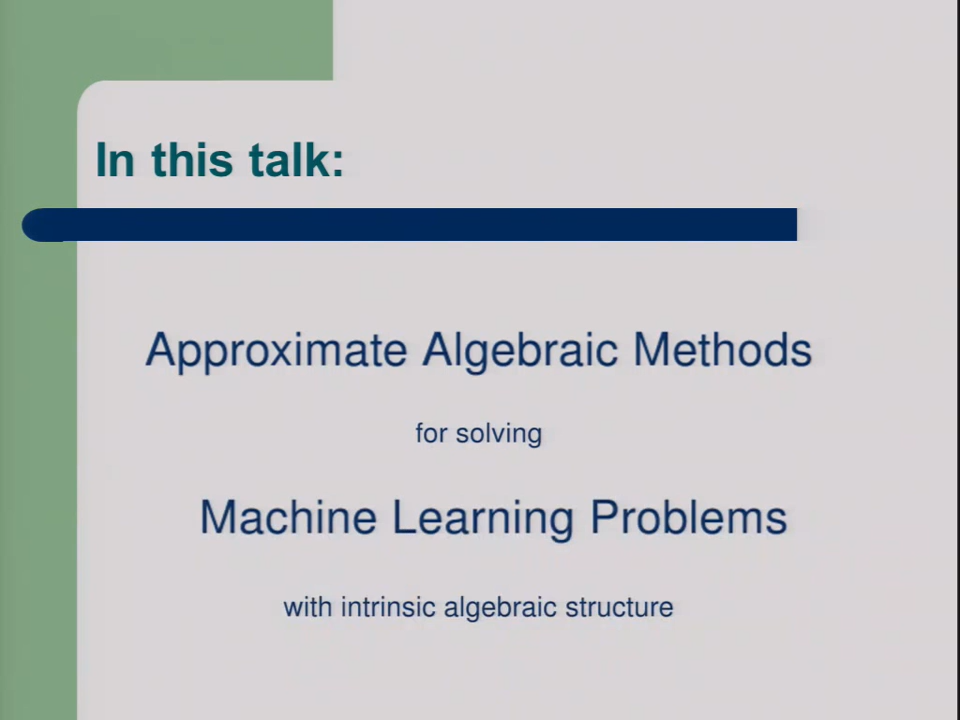 In this talk:
Approximate Algebraic Methods
for solving
Machine Learning Problems
with intrinsic algebraic structure